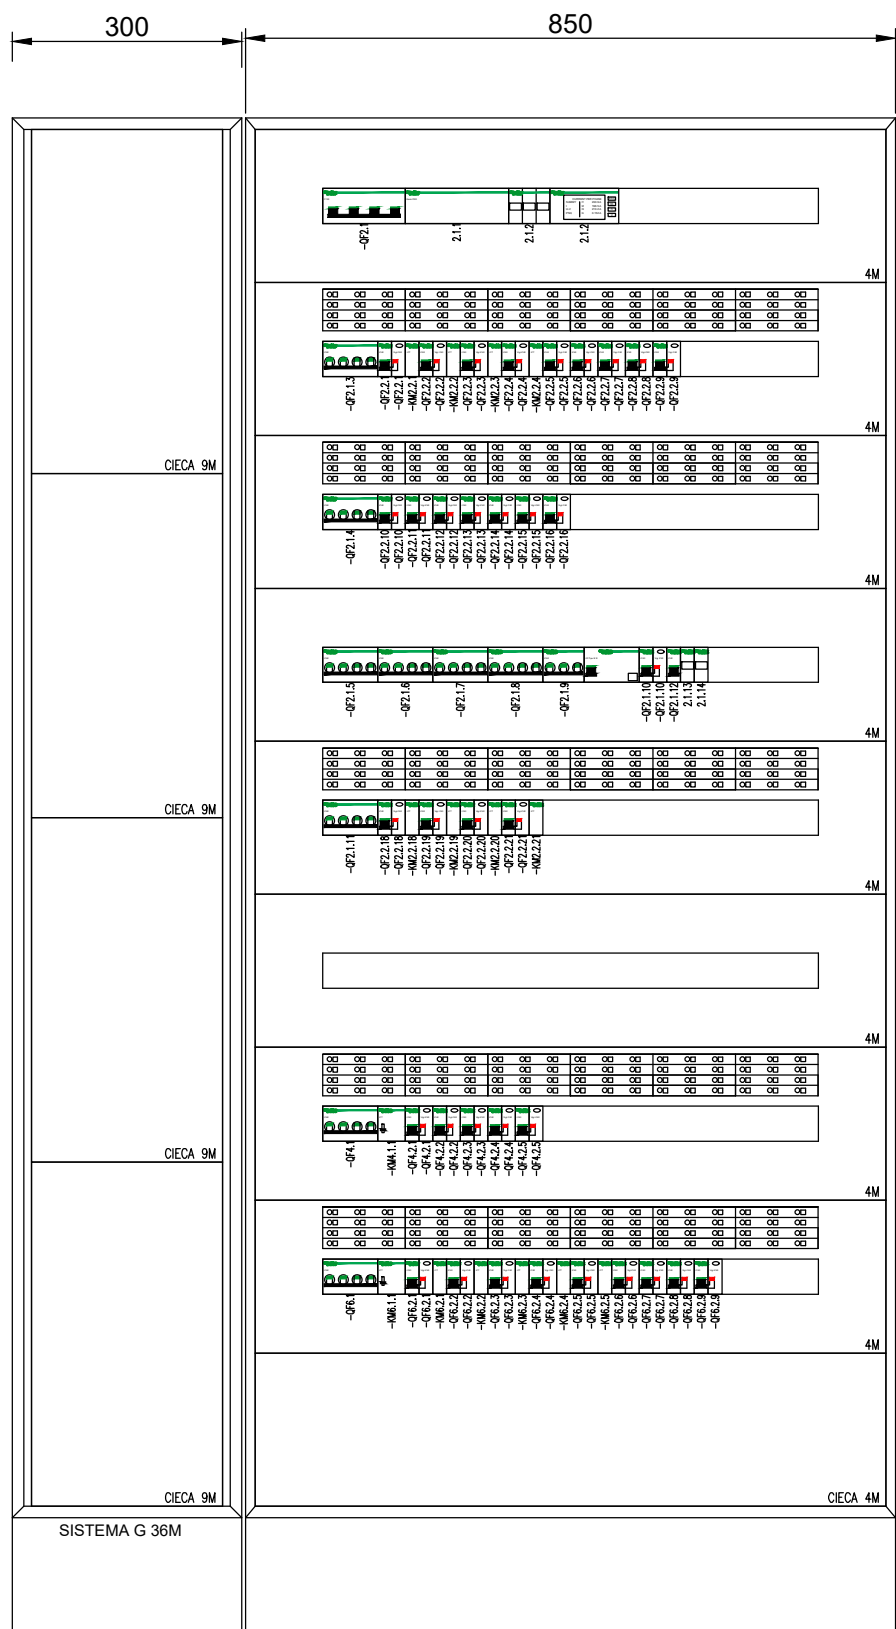 300
850
-QF2.1
2.1.1
2.1.2
2.1.2
4M
-QF2.1.3
-QF2.2.1
-QF2.2.1
-KM2.2.1
-QF2.2.2
-QF2.2.2
-KM2.2.2
-QF2.2.3
-QF2.2.3
-KM2.2.3
-QF2.2.4
-QF2.2.4
-KM2.2.4
-QF2.2.5
-QF2.2.5
-QF2.2.6
-QF2.2.6
-QF2.2.7
-QF2.2.7
-QF2.2.8
-QF2.2.8
-QF2.2.9
-QF2.2.9
4M
CIECA 9M
-QF2.1.4
-QF2.2.10
-QF2.2.10
-QF2.2.11
-QF2.2.11
-QF2.2.12
-QF2.2.12
-QF2.2.13
-QF2.2.13
-QF2.2.14
-QF2.2.14
-QF2.2.15
-QF2.2.15
-QF2.2.16
-QF2.2.16
4M
-QF2.1.5
-QF2.1.6
-QF2.1.7
-QF2.1.8
-QF2.1.9
-QF2.1.10
-QF2.1.10
-QF2.1.12
2.1.13
2.1.14
4M
CIECA 9M
-QF2.1.11
-QF2.2.18
-QF2.2.18
-KM2.2.18
-QF2.2.19
-QF2.2.19
-KM2.2.19
-QF2.2.20
-QF2.2.20
-KM2.2.20
-QF2.2.21
-QF2.2.21
-KM2.2.21
4M
4M
-QF4.1
-KM4.1.1
-QF4.2.1
-QF4.2.1
-QF4.2.2
-QF4.2.2
-QF4.2.3
-QF4.2.3
-QF4.2.4
-QF4.2.4
-QF4.2.5
-QF4.2.5
CIECA 9M
4M
-QF6.1
-KM6.1.1
-QF6.2.1
-QF6.2.1
-KM6.2.1
-QF6.2.2
-QF6.2.2
-KM6.2.2
-QF6.2.3
-QF6.2.3
-KM6.2.3
-QF6.2.4
-QF6.2.4
-KM6.2.4
-QF6.2.5
-QF6.2.5
-KM6.2.5
-QF6.2.6
-QF6.2.6
-QF6.2.7
-QF6.2.7
-QF6.2.8
-QF6.2.8
-QF6.2.9
-QF6.2.9
4M
CIECA 9M
CIECA 4M
SISTEMA G 36M